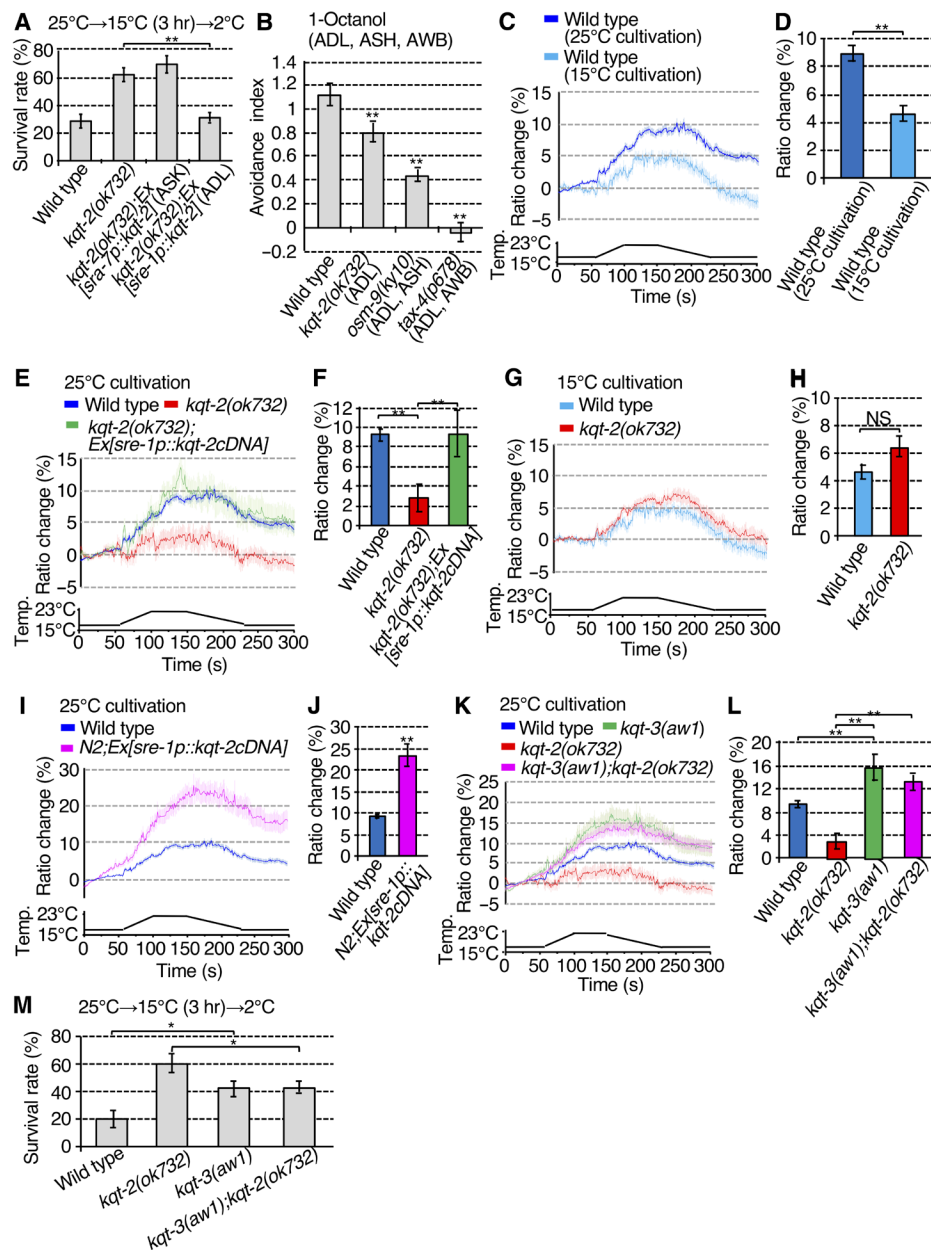 A
25°C→15°C (3 hr)→2°C
**
Survival rate (%)
80
60
40
20
0
Wild type
kqt-2(ok732)
kqt-2(ok732);Ex
[sra-7p::kqt-2](ASK)
kqt-2(ok732);Ex
[sre-1p::kqt-2](ADL)
B
1-Octanol
(ADL, ASH, AWB)
Avoidance index
1.4
1.2
1
0.8
0.6
0.4
0.2
0
−0.2
**
**
**
Wild type
kqt-2(ok732)
(ADL)
osm-9(ky10)
(ADL, ASH)
tax-4(p678)
(ADL, AWB)
C
Wild type
(25°C cultivation)
Wild type
(15°C cultivation)
Ratio change (%)
15
10
5
0
−5
Temp.
23°C
15°C
0 50 100 150 200 250 300
Time (s)
D
**
Ratio change (%)
10
8
6
4
2
0
Wild type
(25°C cultivation)
Wild type
(15°C cultivation)
E
25°C cultivation
Wild type kqt-2(ok732)
kqt-2(ok732);
Ex[sre-1p::kqt-2cDNA]
Ratio change (%)
15
10
5
0
−5
Temp.
23°C
15°C
0 50 100 150 200 250 300
Time (s)
F
** **
Ratio change (%)
12
10
8
6
4
2
0
Wild type
kqt-2(ok732)
kqt-2(ok732);Ex
[sre-1p::kqt-2cDNA]
G
15°C cultivation
Wild type
kqt-2(ok732)
Ratio change (%)
15
10
5
0
−5
Temp.
23°C
15°C
0 50 100 150 200 250 300
Time (s)
H
NS
Ratio change (%)
10
8
6
4
2
0
Wild type
kqt-2(ok732)
I
25°C cultivation
Wild type
N2;Ex[sre-1p::kqt-2cDNA]
Ratio change (%)
30
20
10
0
Temp.
23°C
15°C
0 50 100 150 200 250 300
Time (s)
J
**
Ratio change (%)
30
25
20
15
10
5
0
Wild type
N2;Ex[sre-1p::
kqt-2cDNA]
K
25°C cultivation
Wild type kqt-3(aw1)
kqt-2(ok732)
kqt-3(aw1);kqt-2(ok732)
Ratio change (%)
25
20
15
10
5
0
−5
Temp.
23°C
15°C
0 50 100 150 200 250 300
Time (s)
L
**
**
**
Ratio change (%)
20
16
12
8
4
0
Wild type
kqt-2(ok732)
kqt-3(aw1)
kqt-3(aw1);kqt-2(ok732)
M
25°C→15°C (3 hr)→2°C
*
*
Survival rate (%)
80
60
40
20
0
Wild type
kqt-2(ok732)
kqt-3(aw1)
kqt-3(aw1);kqt-2(ok732)